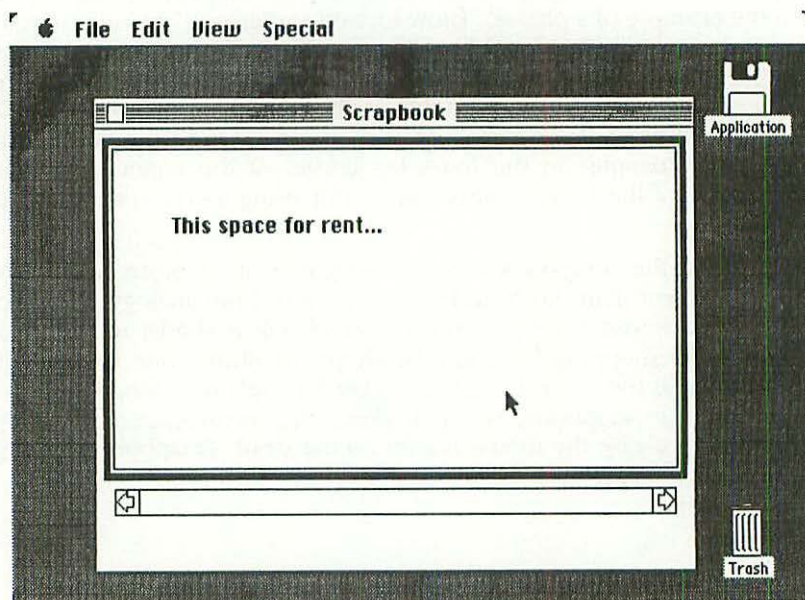 File Edit View Special
Scrapbook
Application
This space for rent...
Trash